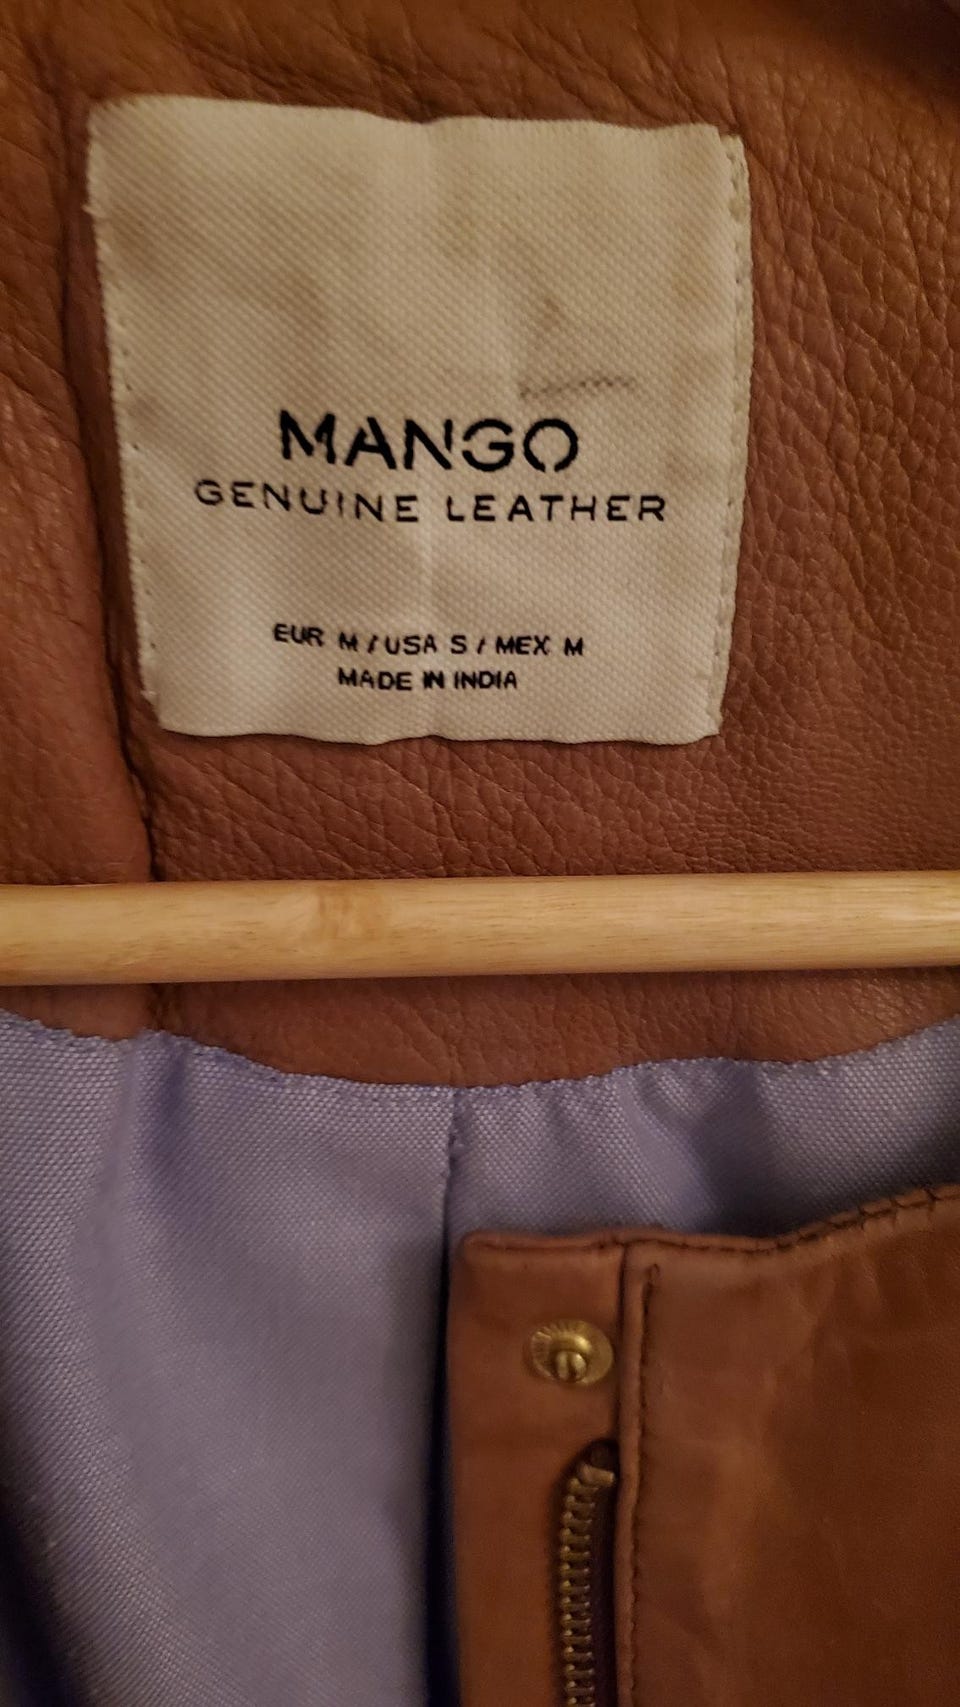 MANGO
GENUINE LEATHER
EUR M / USA S / MEX M
MADE IN INDIA